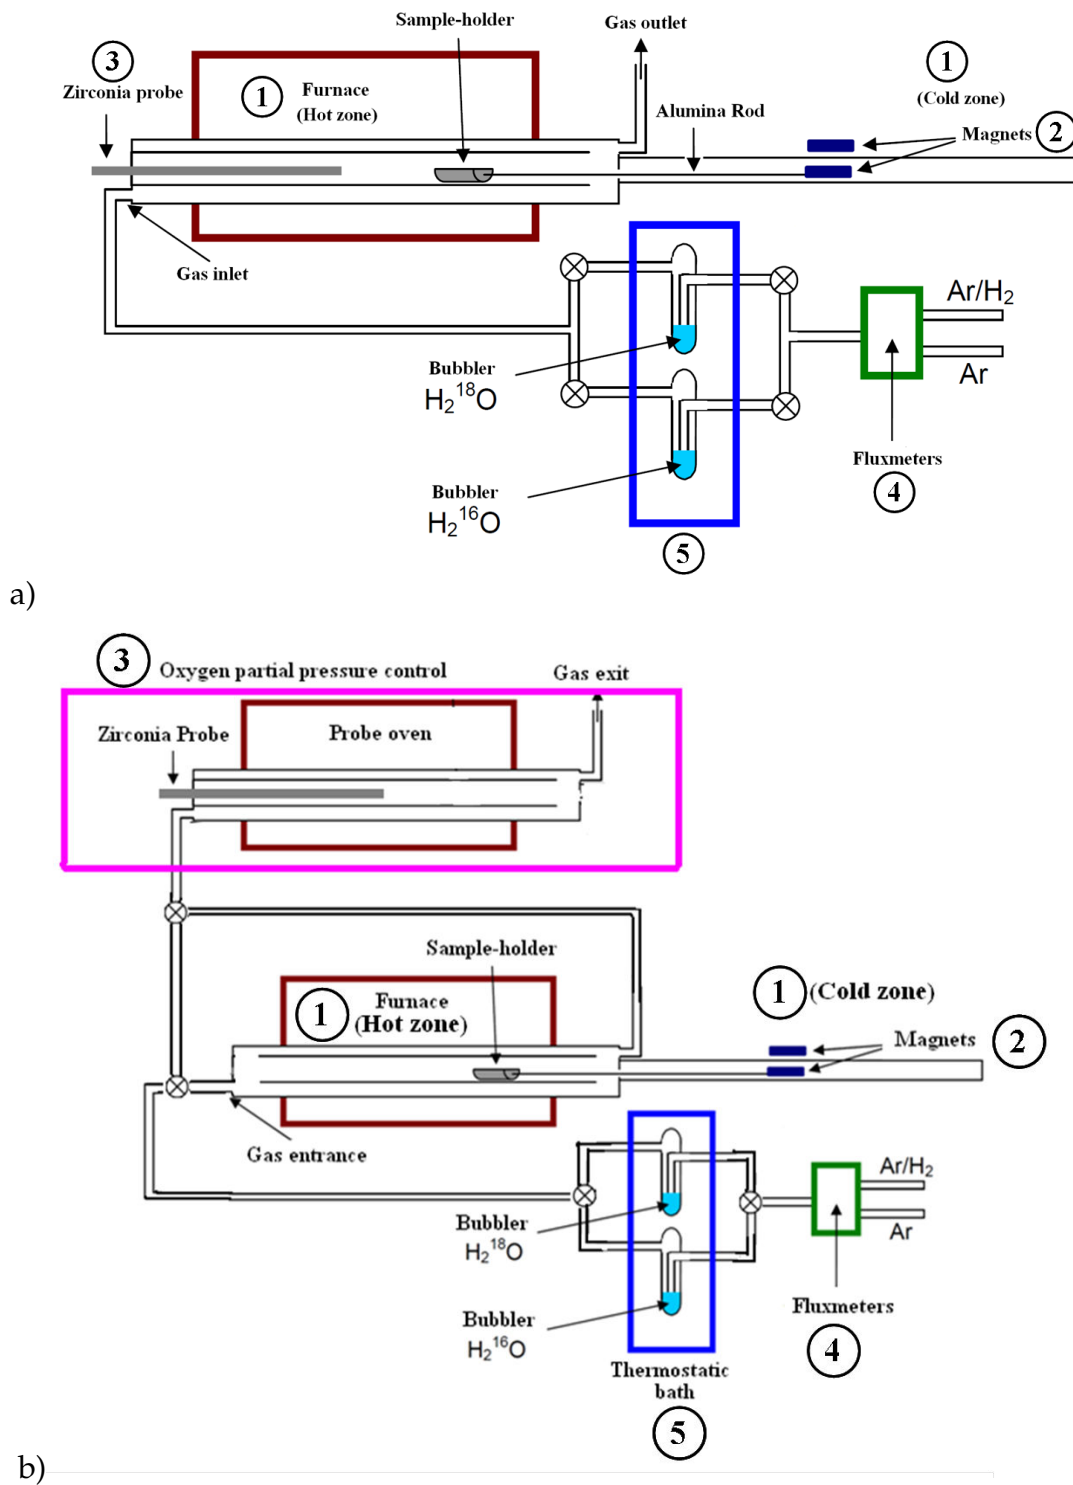 Sample-holder
Gas outlet
3
Zirconia probe
1
Furnace
(Hot zone)
Alumina Rod
1
(Cold zone)
Magnets
2
Gas inlet
Ar/H2
Ar
Bubbler
H218O
Fluxmeters
4
Bubbler
H216O
5
a)
3
Oxygen partial pressure control
Gas exit
Zirconia Probe
Probe oven
Sample-holder
1
Furnace
(Hot zone)
1
(Cold zone)
Magnets
2
Gas entrance
Ar/H2
Ar
Bubbler
H218O
Fluxmeters
4
Bubbler
H216O
Thermostatic
bath
5
b)